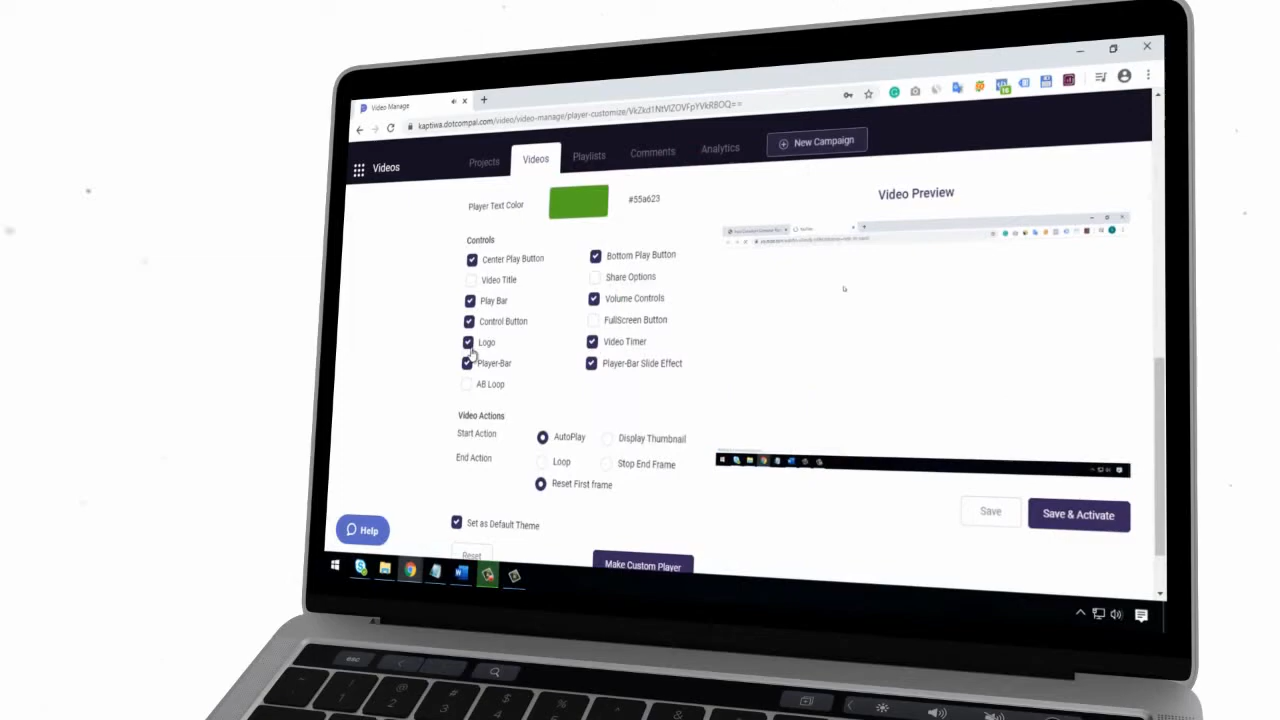 Video Manage
kaptiwa.dotcompal.com/video/video-manage/player-customize/VkZkd1NtVlZOVFpYVkRBOQ==
Videos
Projects
Videos
Playlists
Comments
Analytics
New Campaign
Player Text Color
#55a623
Video Preview
Controls
Center Play Button
Bottom Play Button
Video Title
Share Options
Play Bar
Volume Controls
Control Button
FullScreen Button
Logo
Video Timer
Player-Bar
Player-Bar Slide Effect
AB Loop
Video Actions
Start Action
AutoPlay
Display Thumbnail
End Action
Loop
Stop End Frame
Reset First frame
Save
Save & Activate
Set as Default Theme
Help
Reset
Make Custom Player
esc